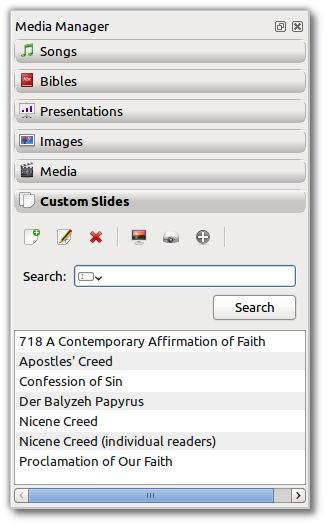 Media Manager
Songs
Bibles
Presentations
Images
Media
Custom Slides
Search:
Search
718 A Contemporary Affirmation of Faith
Apostles' Creed
Confession of Sin
Der Balyzeh Papyrus
Nicene Creed
Nicene Creed (individual readers)
Proclamation of Our Faith